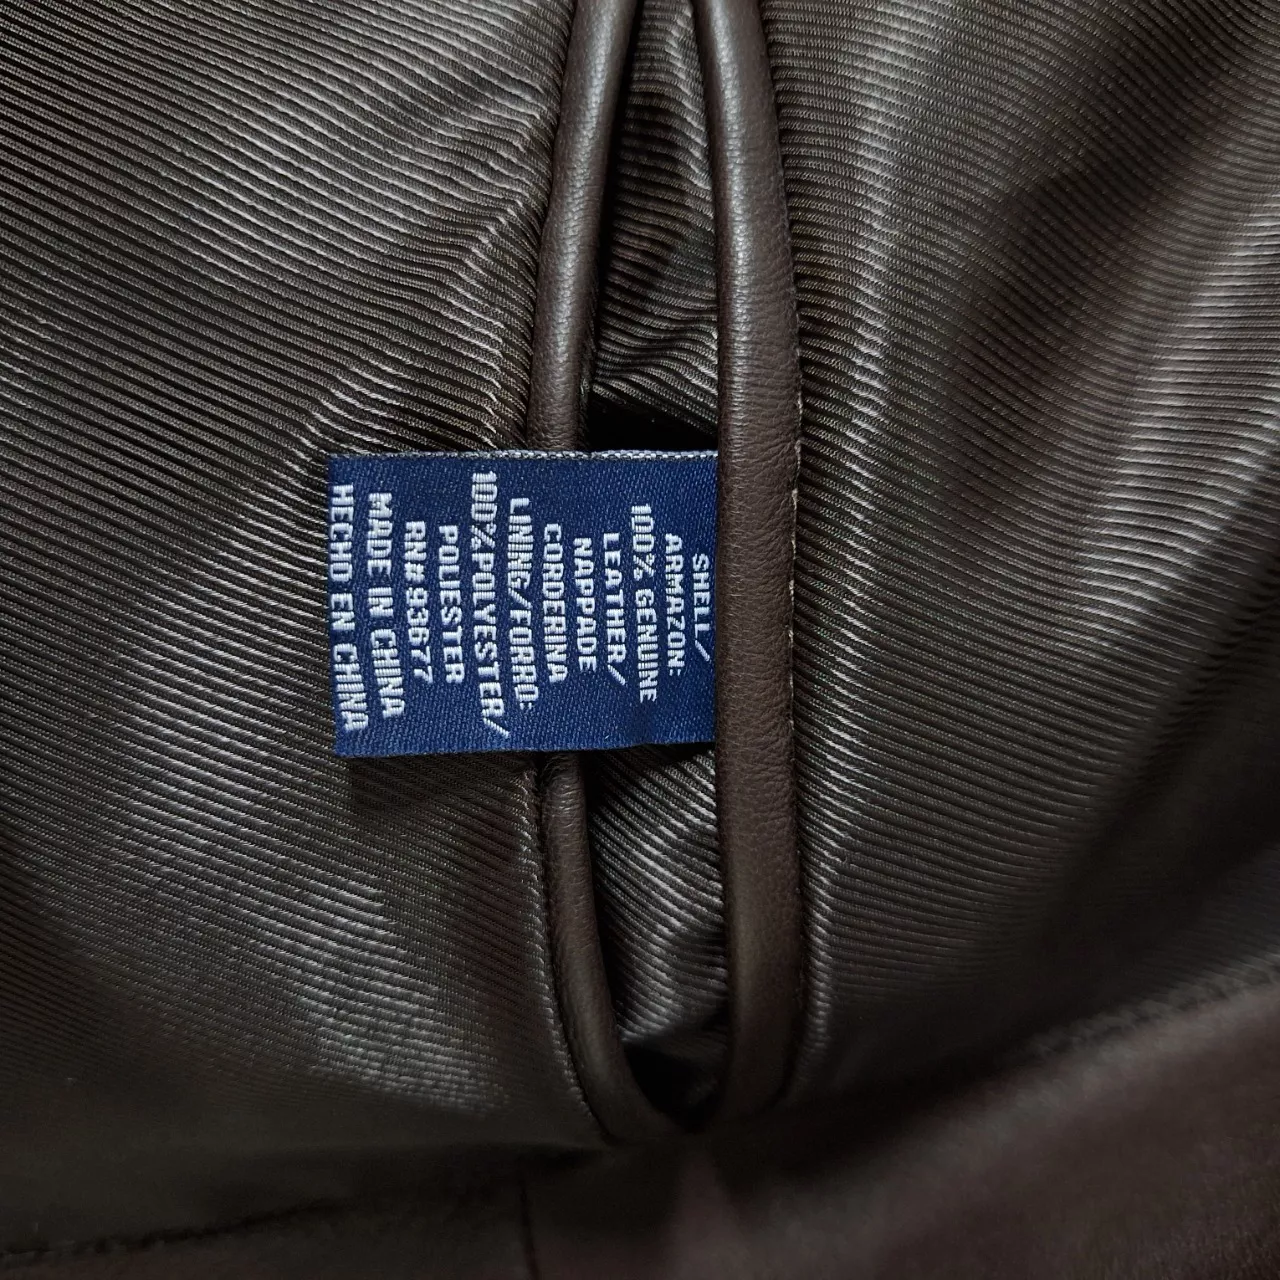 SHELL/
ARMAZON:
100% GENUINE
LEATHER/
NAPPADE
CORDERINA
LINING/FORRO:
100%POLYESTER/
POLIESTER
RN# 93677
MADE IN CHINA
HECHO EN CHINA